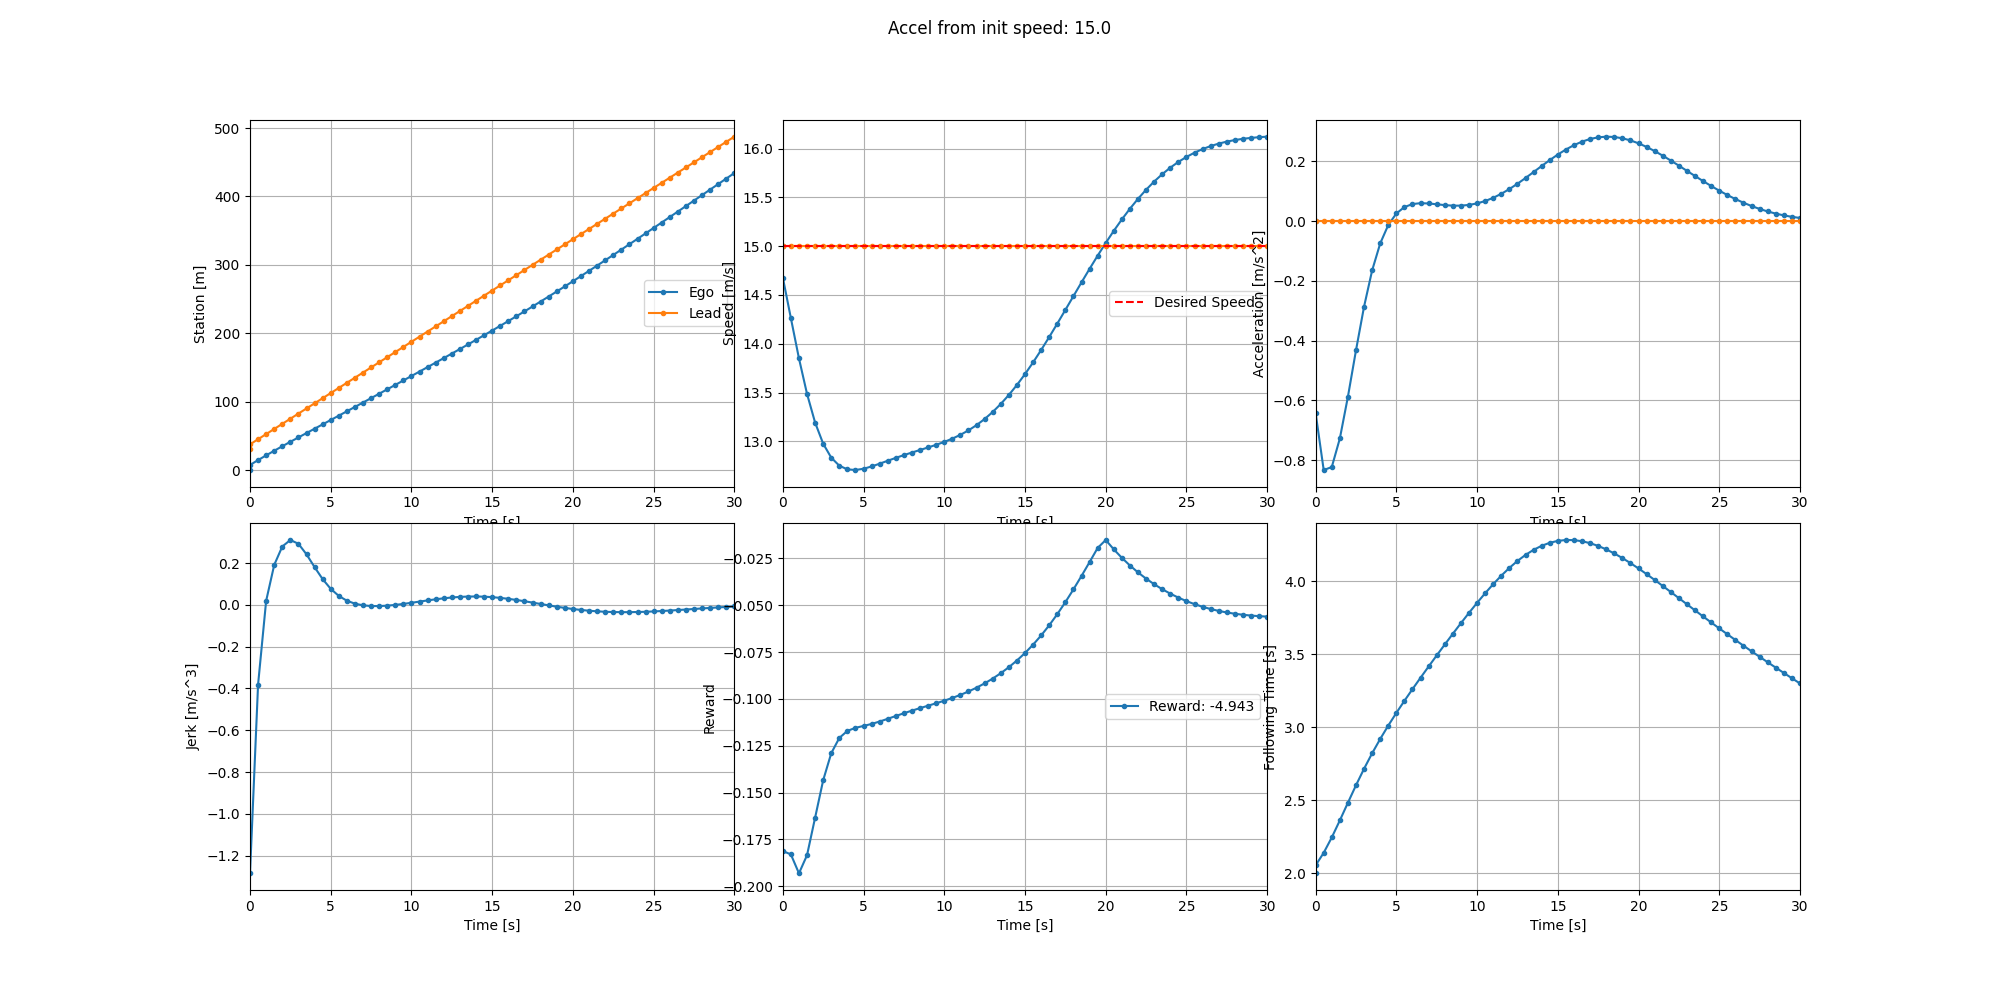 Accel from init speed: 15.0
500
400
300
200
100
0
Station [m]
0 5 10 15 20 25 30
Time [s]
Ego
Lead
16.0
15.5
15.0
14.5
14.0
13.5
13.0
Speed [m/s]
0 5 10 15 20 25 30
Time [s]
Desired Speed
0.2
0.0
−0.2
−0.4
−0.6
−0.8
Acceleration [m/s^2]
0 5 10 15 20 25 30
Time [s]
0.2
0.0
−0.2
−0.4
−0.6
−0.8
−1.0
−1.2
Jerk [m/s^3]
0 5 10 15 20 25 30
Time [s]
−0.025
−0.050
−0.075
−0.100
−0.125
−0.150
−0.175
−0.200
Reward
0 5 10 15 20 25 30
Time [s]
Reward: -4.943
4.0
3.5
3.0
2.5
2.0
Following Time [s]
0 5 10 15 20 25 30
Time [s]